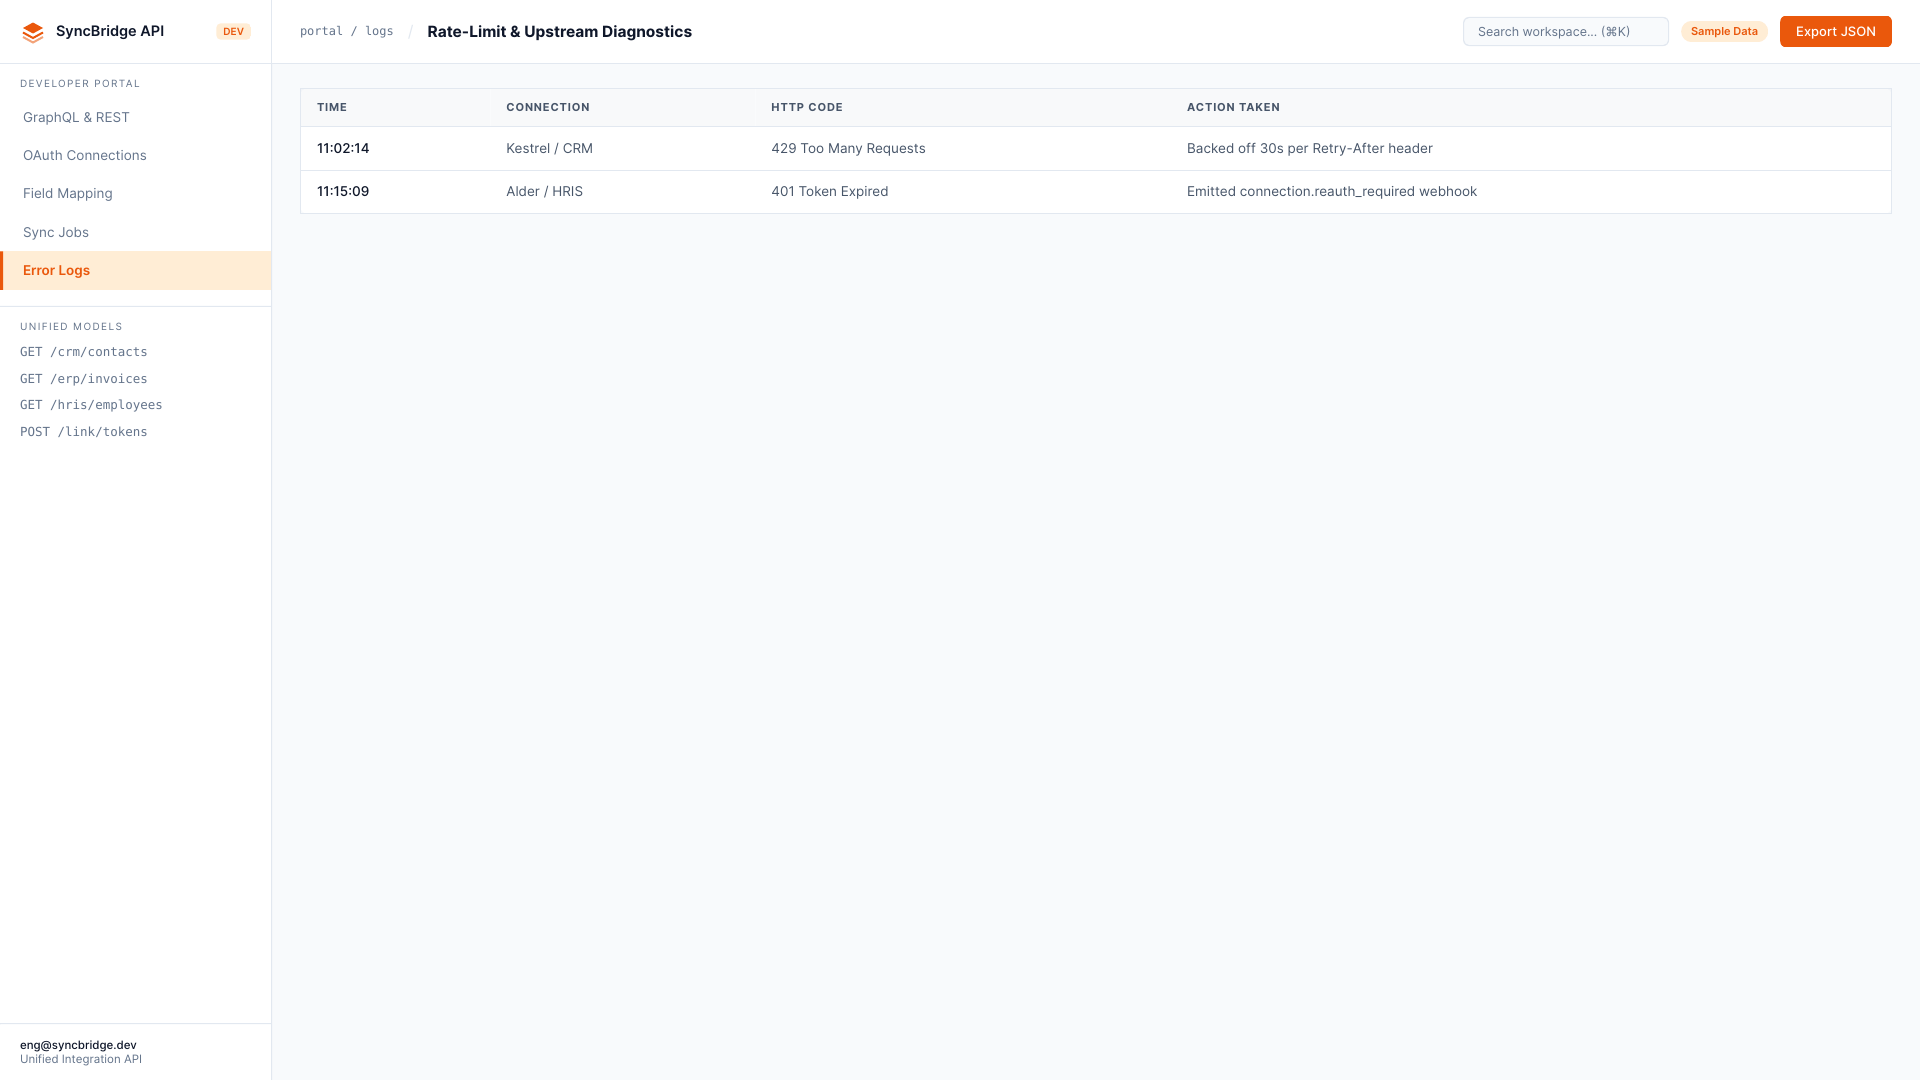 SyncBridge API
DEV
DEVELOPER PORTAL
GraphQL & REST
OAuth Connections
Field Mapping
Sync Jobs
Error Logs
UNIFIED MODELS
GET /crm/contacts
GET /erp/invoices
GET /hris/employees
POST /link/tokens
eng@syncbridge.dev
Unified Integration API
portal / logs / Rate-Limit & Upstream Diagnostics
Search workspace... (⌘K)
Sample Data
Export JSON
TIME CONNECTION HTTP CODE ACTION TAKEN
11:02:14 Kestrel / CRM 429 Too Many Requests Backed off 30s per Retry-After header
11:15:09 Alder / HRIS 401 Token Expired Emitted connection.reauth_required webhook